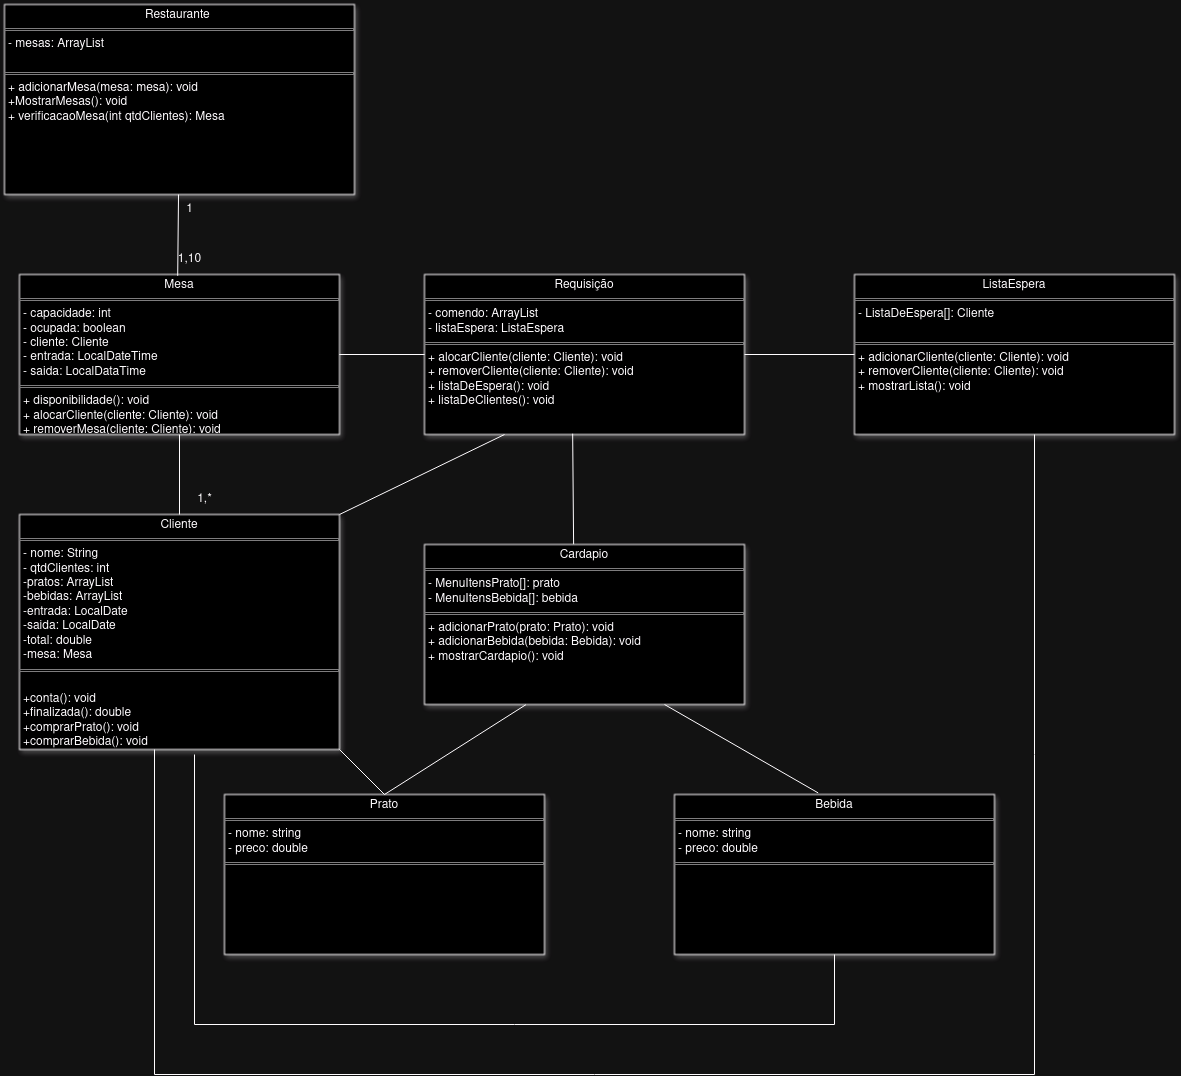 Restaurante
- mesas: ArrayList
+ adicionarMesa(mesa: mesa): void
+MostrarMesas(): void
+ verificacaoMesa(int qtdClientes): Mesa
1
1,10
Mesa
- capacidade: int
- ocupada: boolean
- cliente: Cliente
- entrada: LocalDateTime
- saida: LocalDataTime
+ disponibilidade(): void
+ alocarCliente(cliente: Cliente): void
+ removerMesa(cliente: Cliente): void
Requisição
- comendo: ArrayList
- listaEspera: ListaEspera
+ alocarCliente(cliente: Cliente): void
+ removerCliente(cliente: Cliente): void
+ listaDeEspera(): void
+ listaDeClientes(): void
ListaEspera
- ListaDeEspera[]: Cliente
+ adicionarCliente(cliente: Cliente): void
+ removerCliente(cliente: Cliente): void
+ mostrarLista(): void
1,*
Cliente
- nome: String
- qtdClientes: int
-pratos: ArrayList
-bebidas: ArrayList
-entrada: LocalDate
-saida: LocalDate
-total: double
-mesa: Mesa
+conta(): void
+finalizada(): double
+comprarPrato(): void
+comprarBebida(): void
Cardapio
- MenuItensPrato[]: prato
- MenuItensBebida[]: bebida
+ adicionarPrato(prato: Prato): void
+ adicionarBebida(bebida: Bebida): void
+ mostrarCardapio(): void
Prato
- nome: string
- preco: double
Bebida
- nome: string
- preco: double